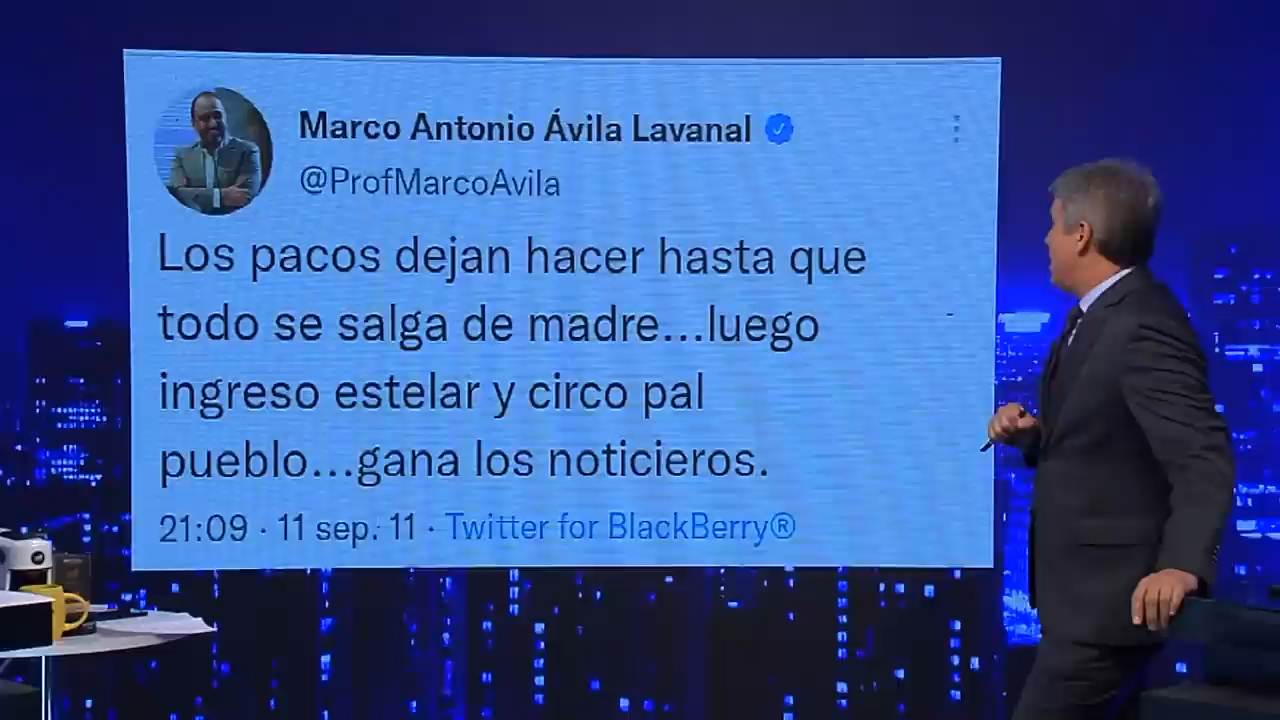 Marco Antonio Ávila Lavanal
@ProfMarcoAvila
Los pacos dejan hacer hasta que
todo se salga de madre...luego
ingreso estelar y circo pal
pueblo...gana los noticieros.
21:09 · 11 sep. 11 · Twitter for BlackBerry®